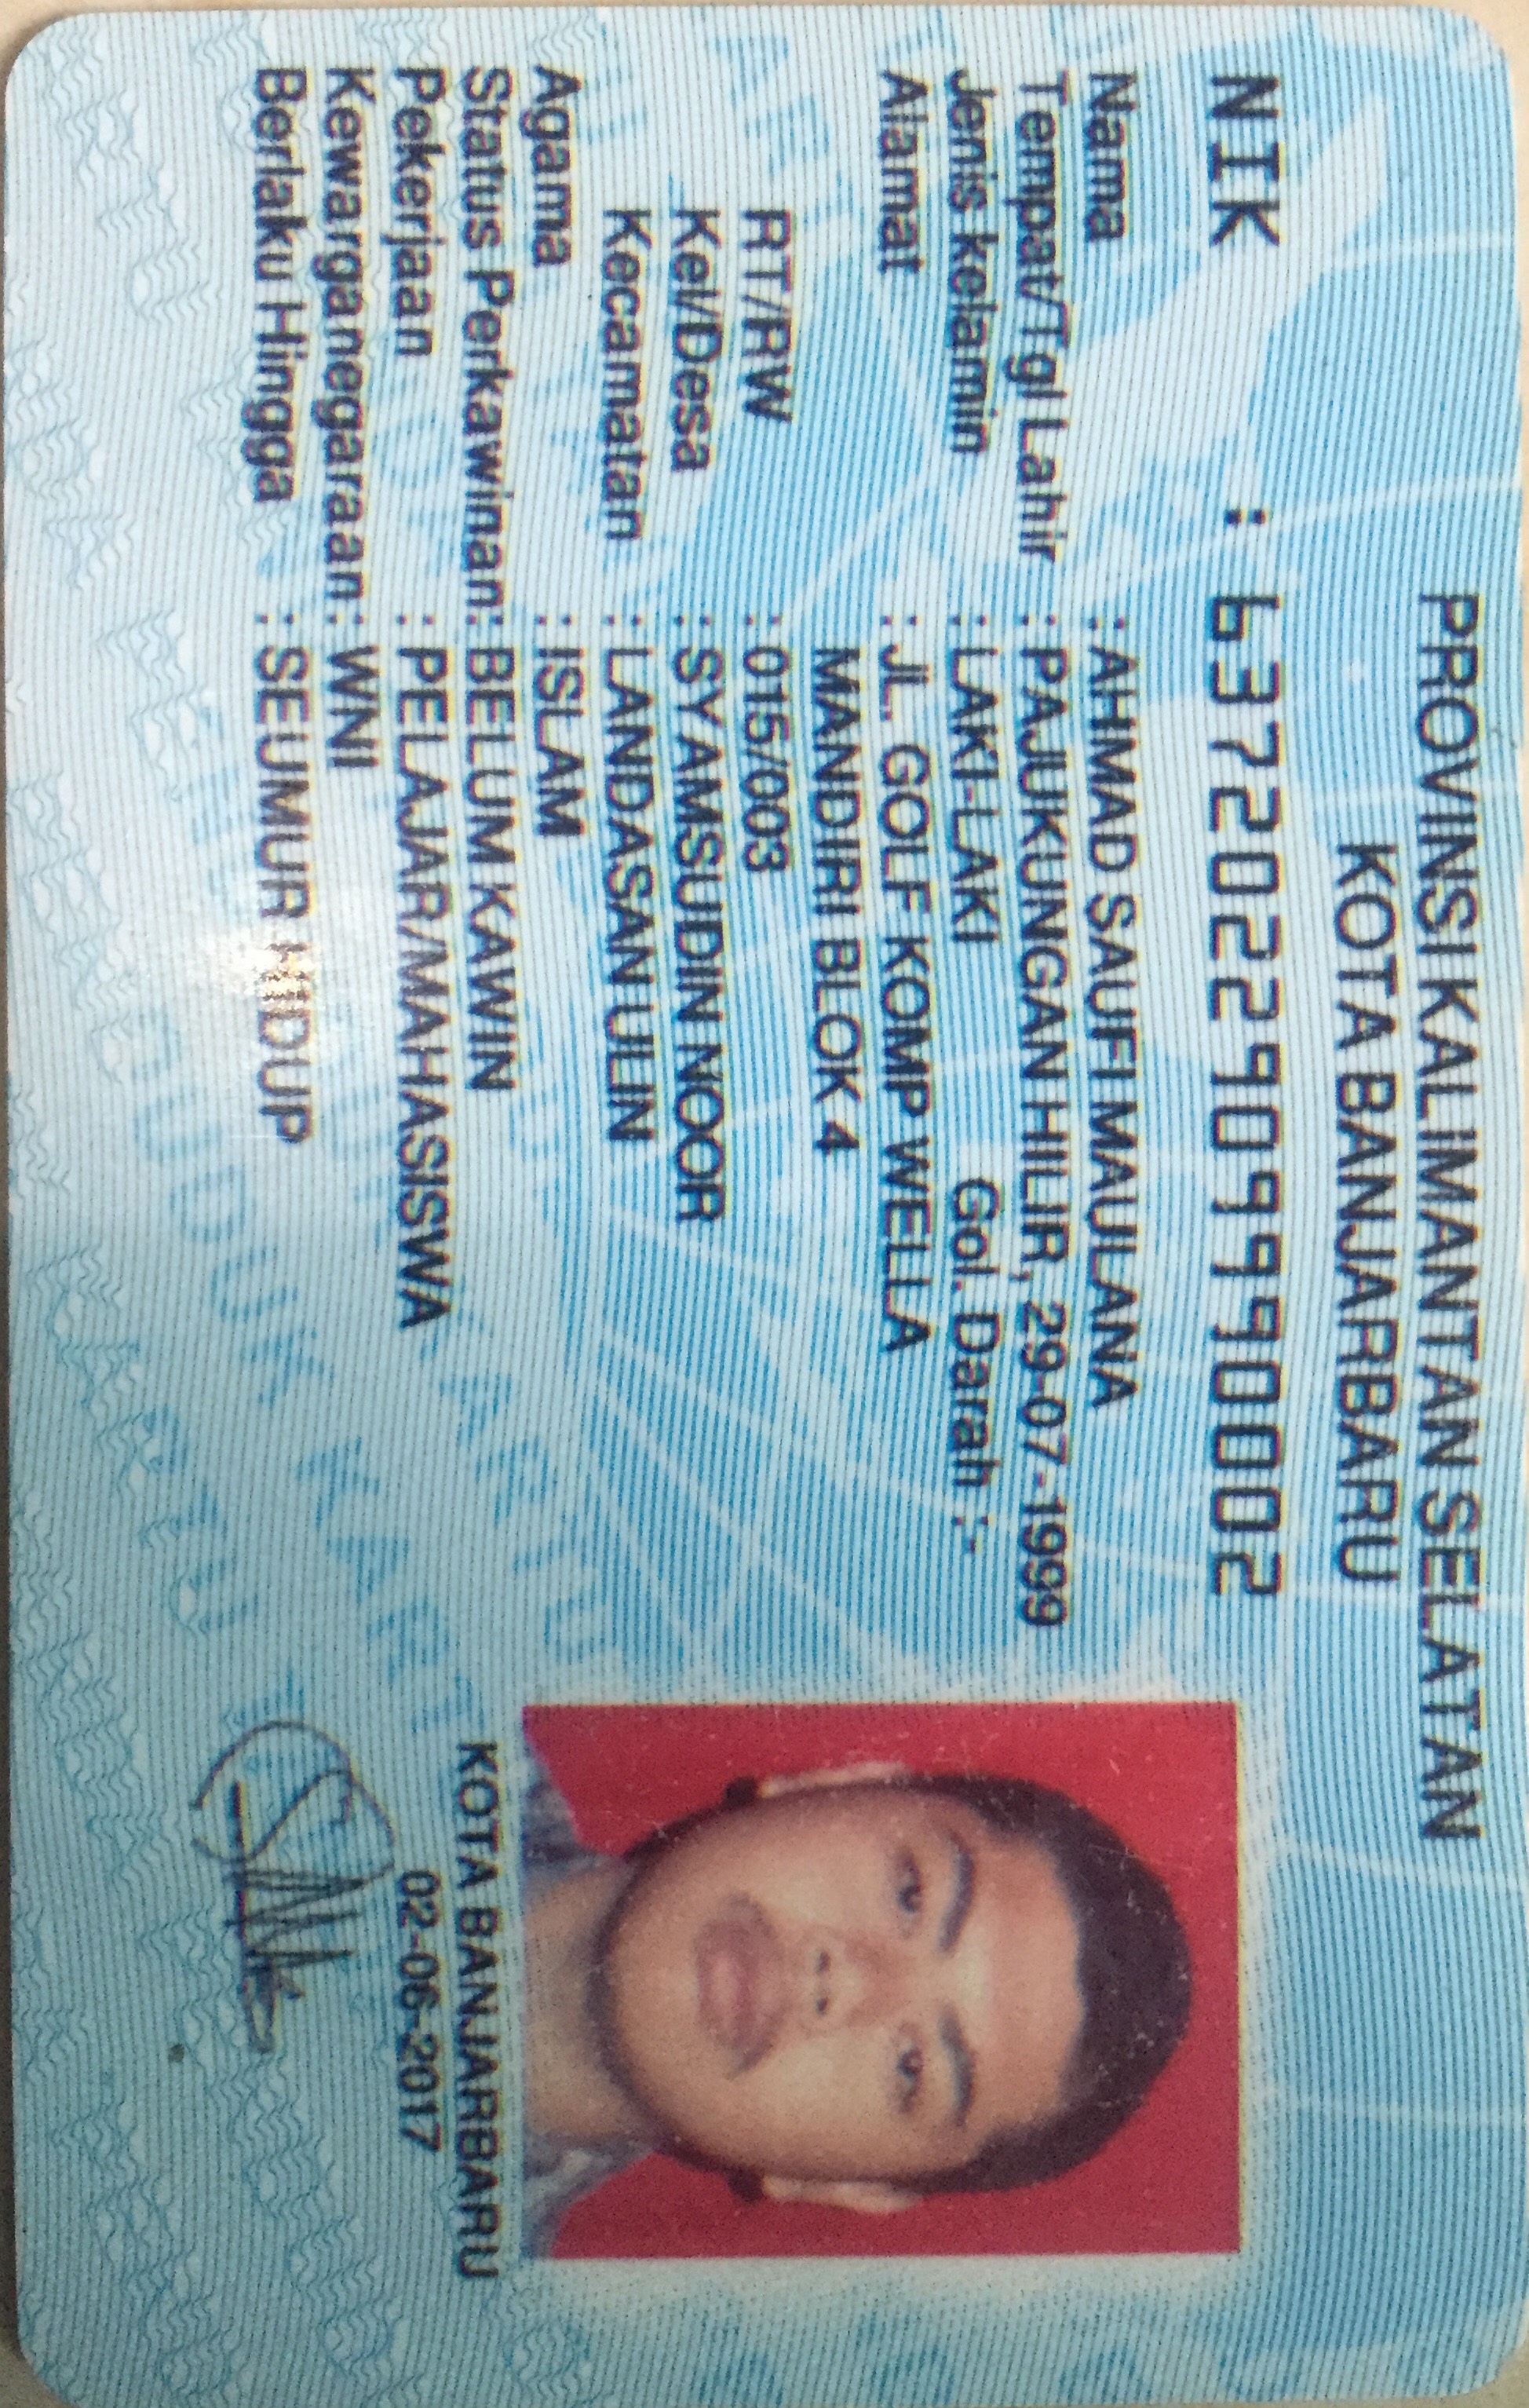 PROVINSI KALIMANTAN SELATAN
KOTA BANJARBARU
NIK : 6372022909990002
Nama : AHMAD SAUFI MAULANA
Tempat/Tgl Lahir : PAJUKUNGAN HILIR, 29-07-1999
Jenis kelamin : LAKI-LAKI Gol. Darah :-
Alamat : JL. GOLF KOMP WELLA
MANDIRI BLOK 4
RT/RW : 015/003
Kel/Desa : SYAMSUDIN NOOR
Kecamatan : LANDASAN ULIN
Agama : ISLAM
Status Perkawinan: BELUM KAWIN
Pekerjaan : PELAJAR/MAHASISWA
Kewarganegaraan: WNI
Berlaku Hingga : SEUMUR HIDUP
KOTA BANJARBARU
02-06-2017